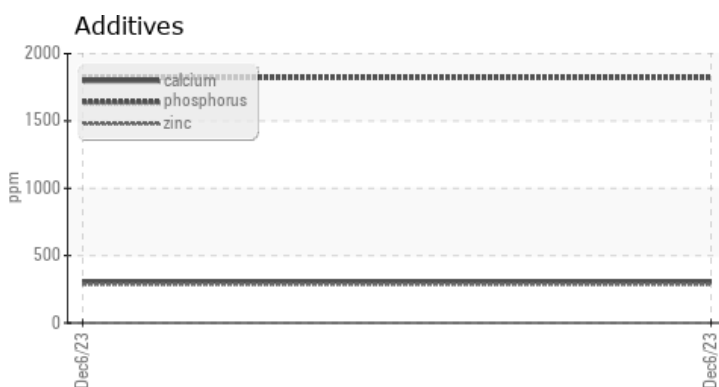 Additives
2000
calcium
phosphorus
zinc
1500
1000
ppm
500
0
Dec6/23
Dec6/23